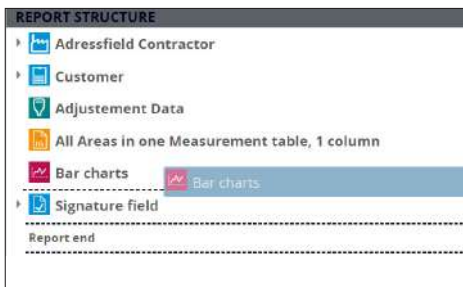 REPORT STRUCTURE
Adressfield Contractor
Customer
Adjustement Data
All Areas in one Measurement table, 1 column
Bar charts
Bar charts
Signature field
Report end